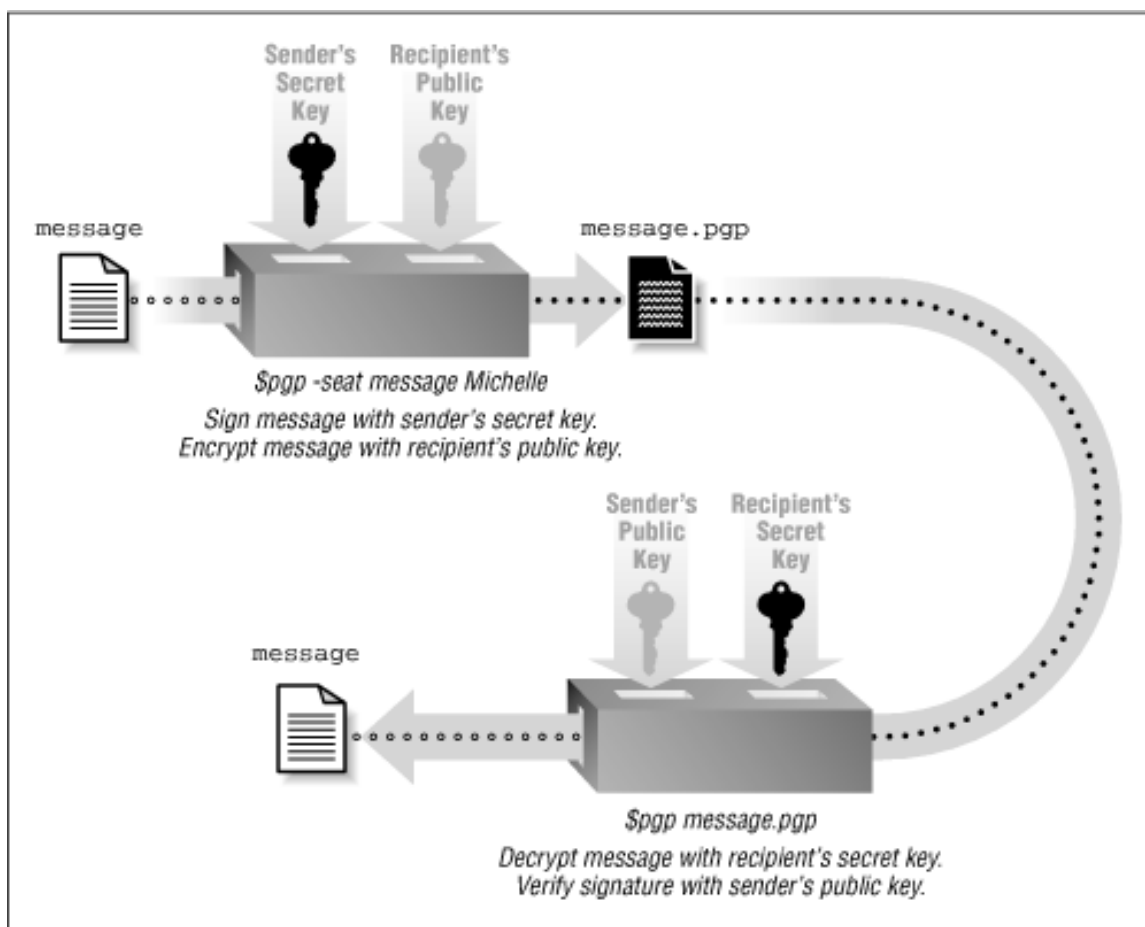 Sender's
Secret
Key
Recipient's
Public
Key
message
message.pgp
$pgp -seat message Michelle
Sign message with sender's secret key.
Encrypt message with recipient's public key.
Sender's
Public
Key
Recipient's
Secret
Key
message
$pgp message.pgp
Decrypt message with recipient's secret key.
Verify signature with sender's public key.